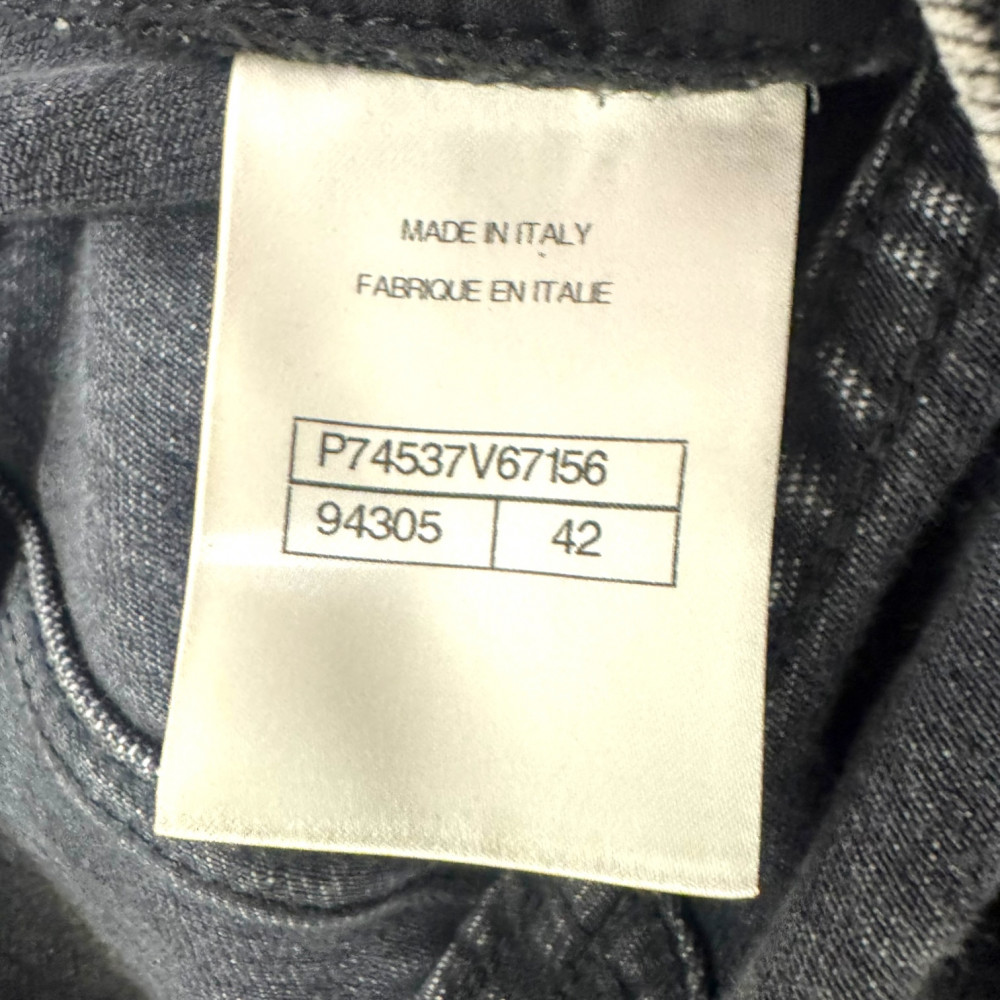 MADE IN ITALY
FABRIQUE EN ITALIE
P74537V67156
94305 42